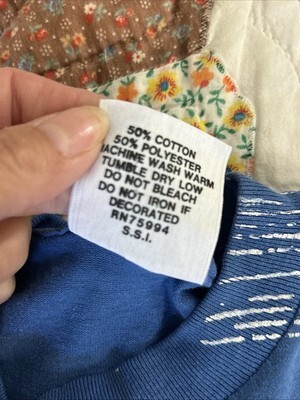 50% COTTON
50% POLYESTER
MACHINE WASH WARM
TUMBLE DRY LOW
DO NOT BLEACH
DO NOT IRON IF
DECORATED
RN75994
S.S.I.